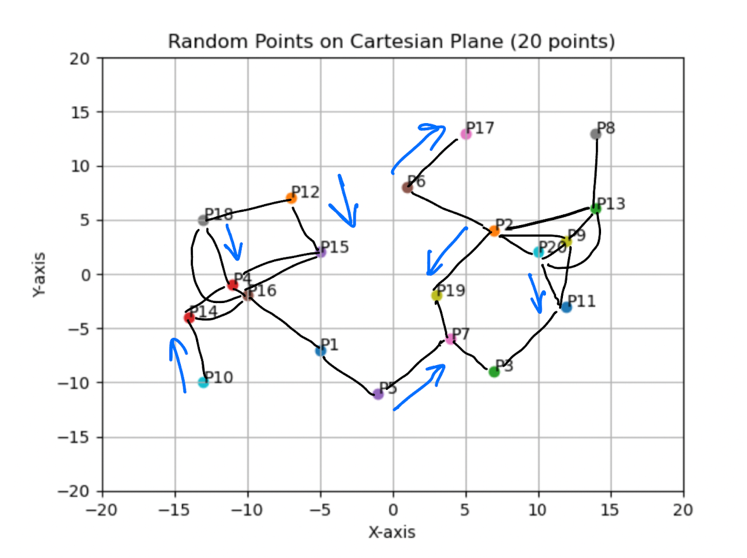 Random Points on Cartesian Plane (20 points)
20
15
P17
P8
10
P6
P12
P18
P13
5
P2
P9
P15
P20
0
P4
P16
P19
P11
Y-axis
P14
−5
P7
P1
P3
−10
P10
P5
−15
−20
−20 −15 −10 −5 0 5 10 15 20
X-axis